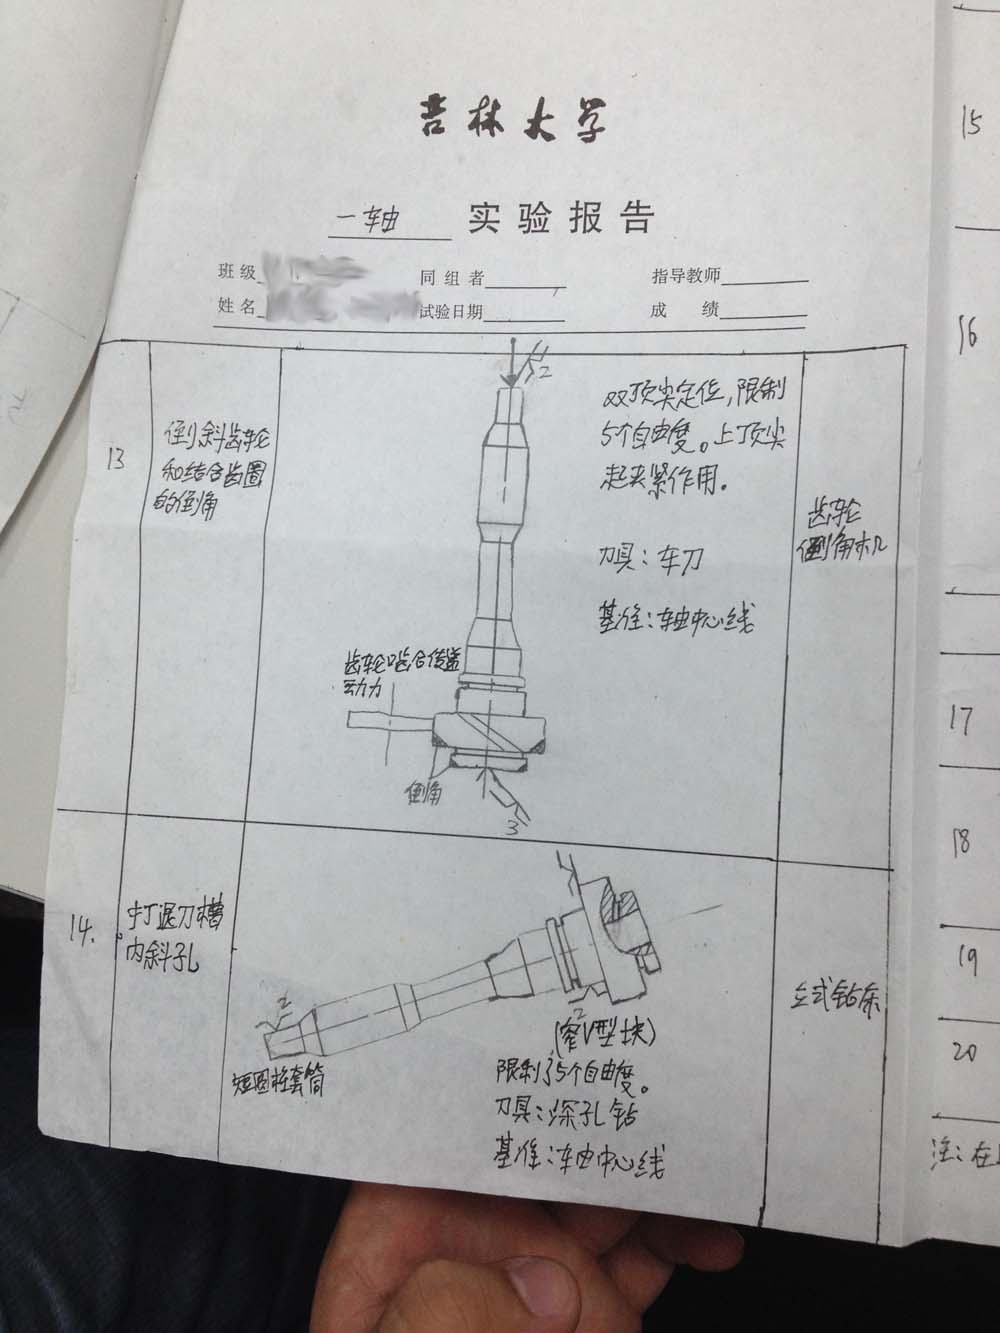 吉林大学
一轴 实验报告
班级 同组者 指导教师
姓名 试验日期 成绩
13
倒斜齿轮
和结合齿圈
的倒角
2
双顶尖定位,限制
5个自由度。上顶尖
起夹紧作用。
刀具:车刀
基准:轴中心线
齿轮啮合传递
动力
倒角
3
齿轮
倒角机
14.
打退刀槽
内斜孔
2
短圆柱套筒
2
(窄V型块)
限制了5个自由度。
刀具:深孔钻
基准:轴中心线
立式钻床
15
16
17
18
19
20
注:在